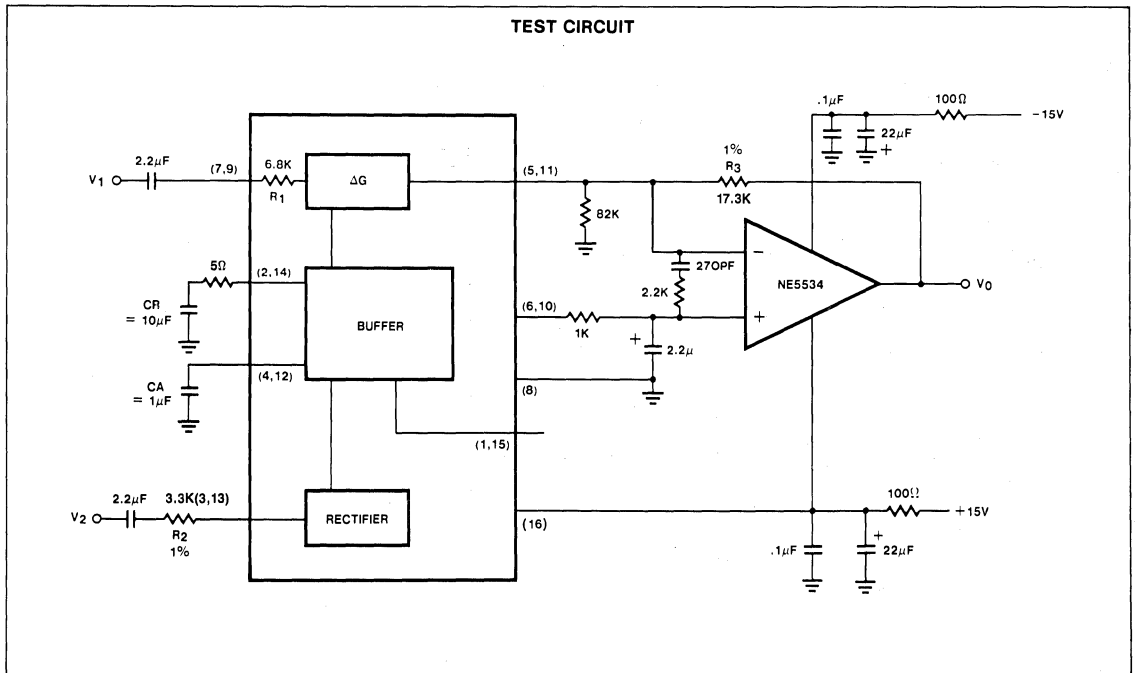 TEST CIRCUIT
.1µF
100Ω
-15V
22µF
+
2.2µF
(7,9)
6.8K
R1
ΔG
(5,11)
1%
R3
17.3K
V1
82K
5Ω
(2,14)
270PF
2.2K
-
NE5534
+
VO
CR
= 10µF
BUFFER
(6,10)
1K
+
2.2µ
CA
= 1µF
(4,12)
(8)
(1,15)
2.2µF
3.3K(3,13)
V2
R2
1%
RECTIFIER
(16)
100Ω
+15V
.1µF
+
22µF